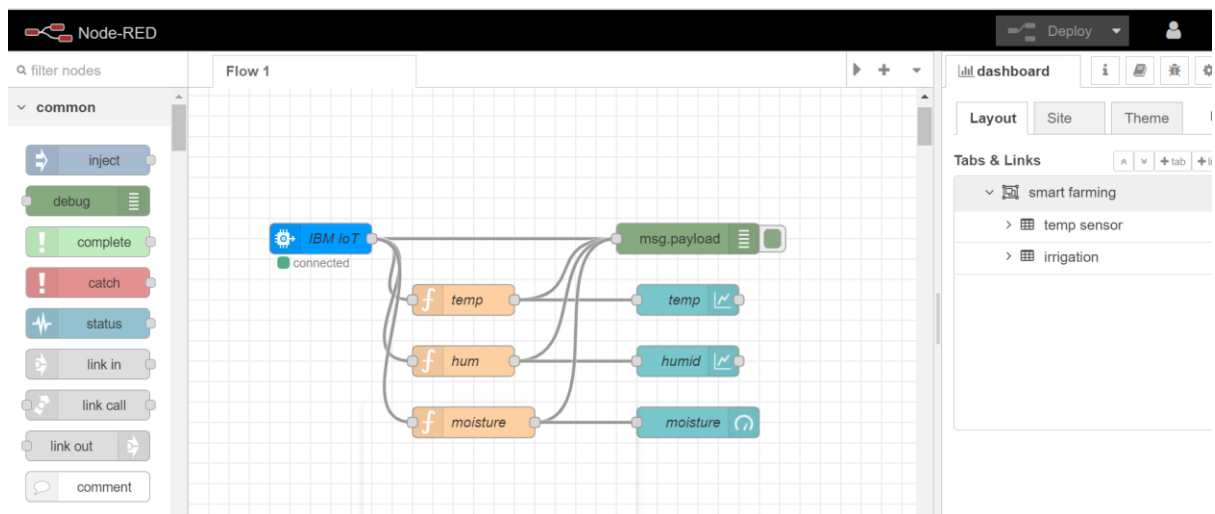 Node-RED
Deploy
filter nodes
Flow 1
dashboard
i
common
Layout
Site
Theme
inject
Tabs & Links
+ tab
debug
smart farming
complete
IBM IoT
msg.payload
temp sensor
connected
irrigation
catch
f temp
temp
status
link in
f hum
humid
link call
f moisture
moisture
link out
comment